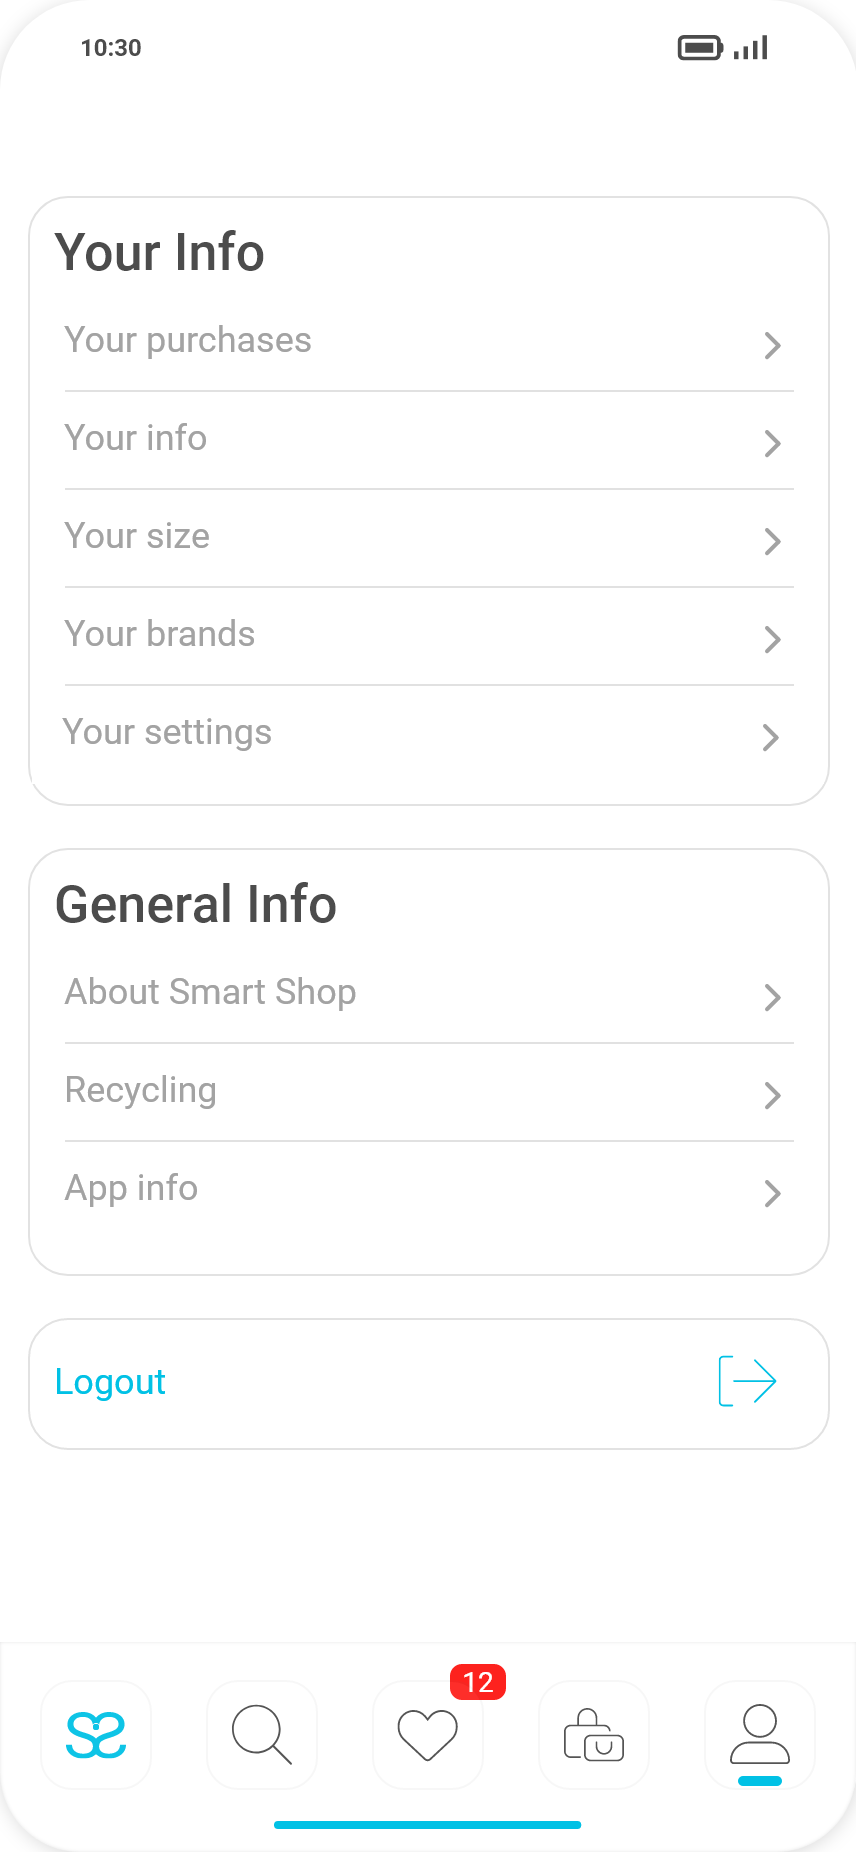 10:30
Your Info
Your purchases
Your info
Your size
Your brands
Your settings
General Info
About Smart Shop
Recycling
App info
Logout
12